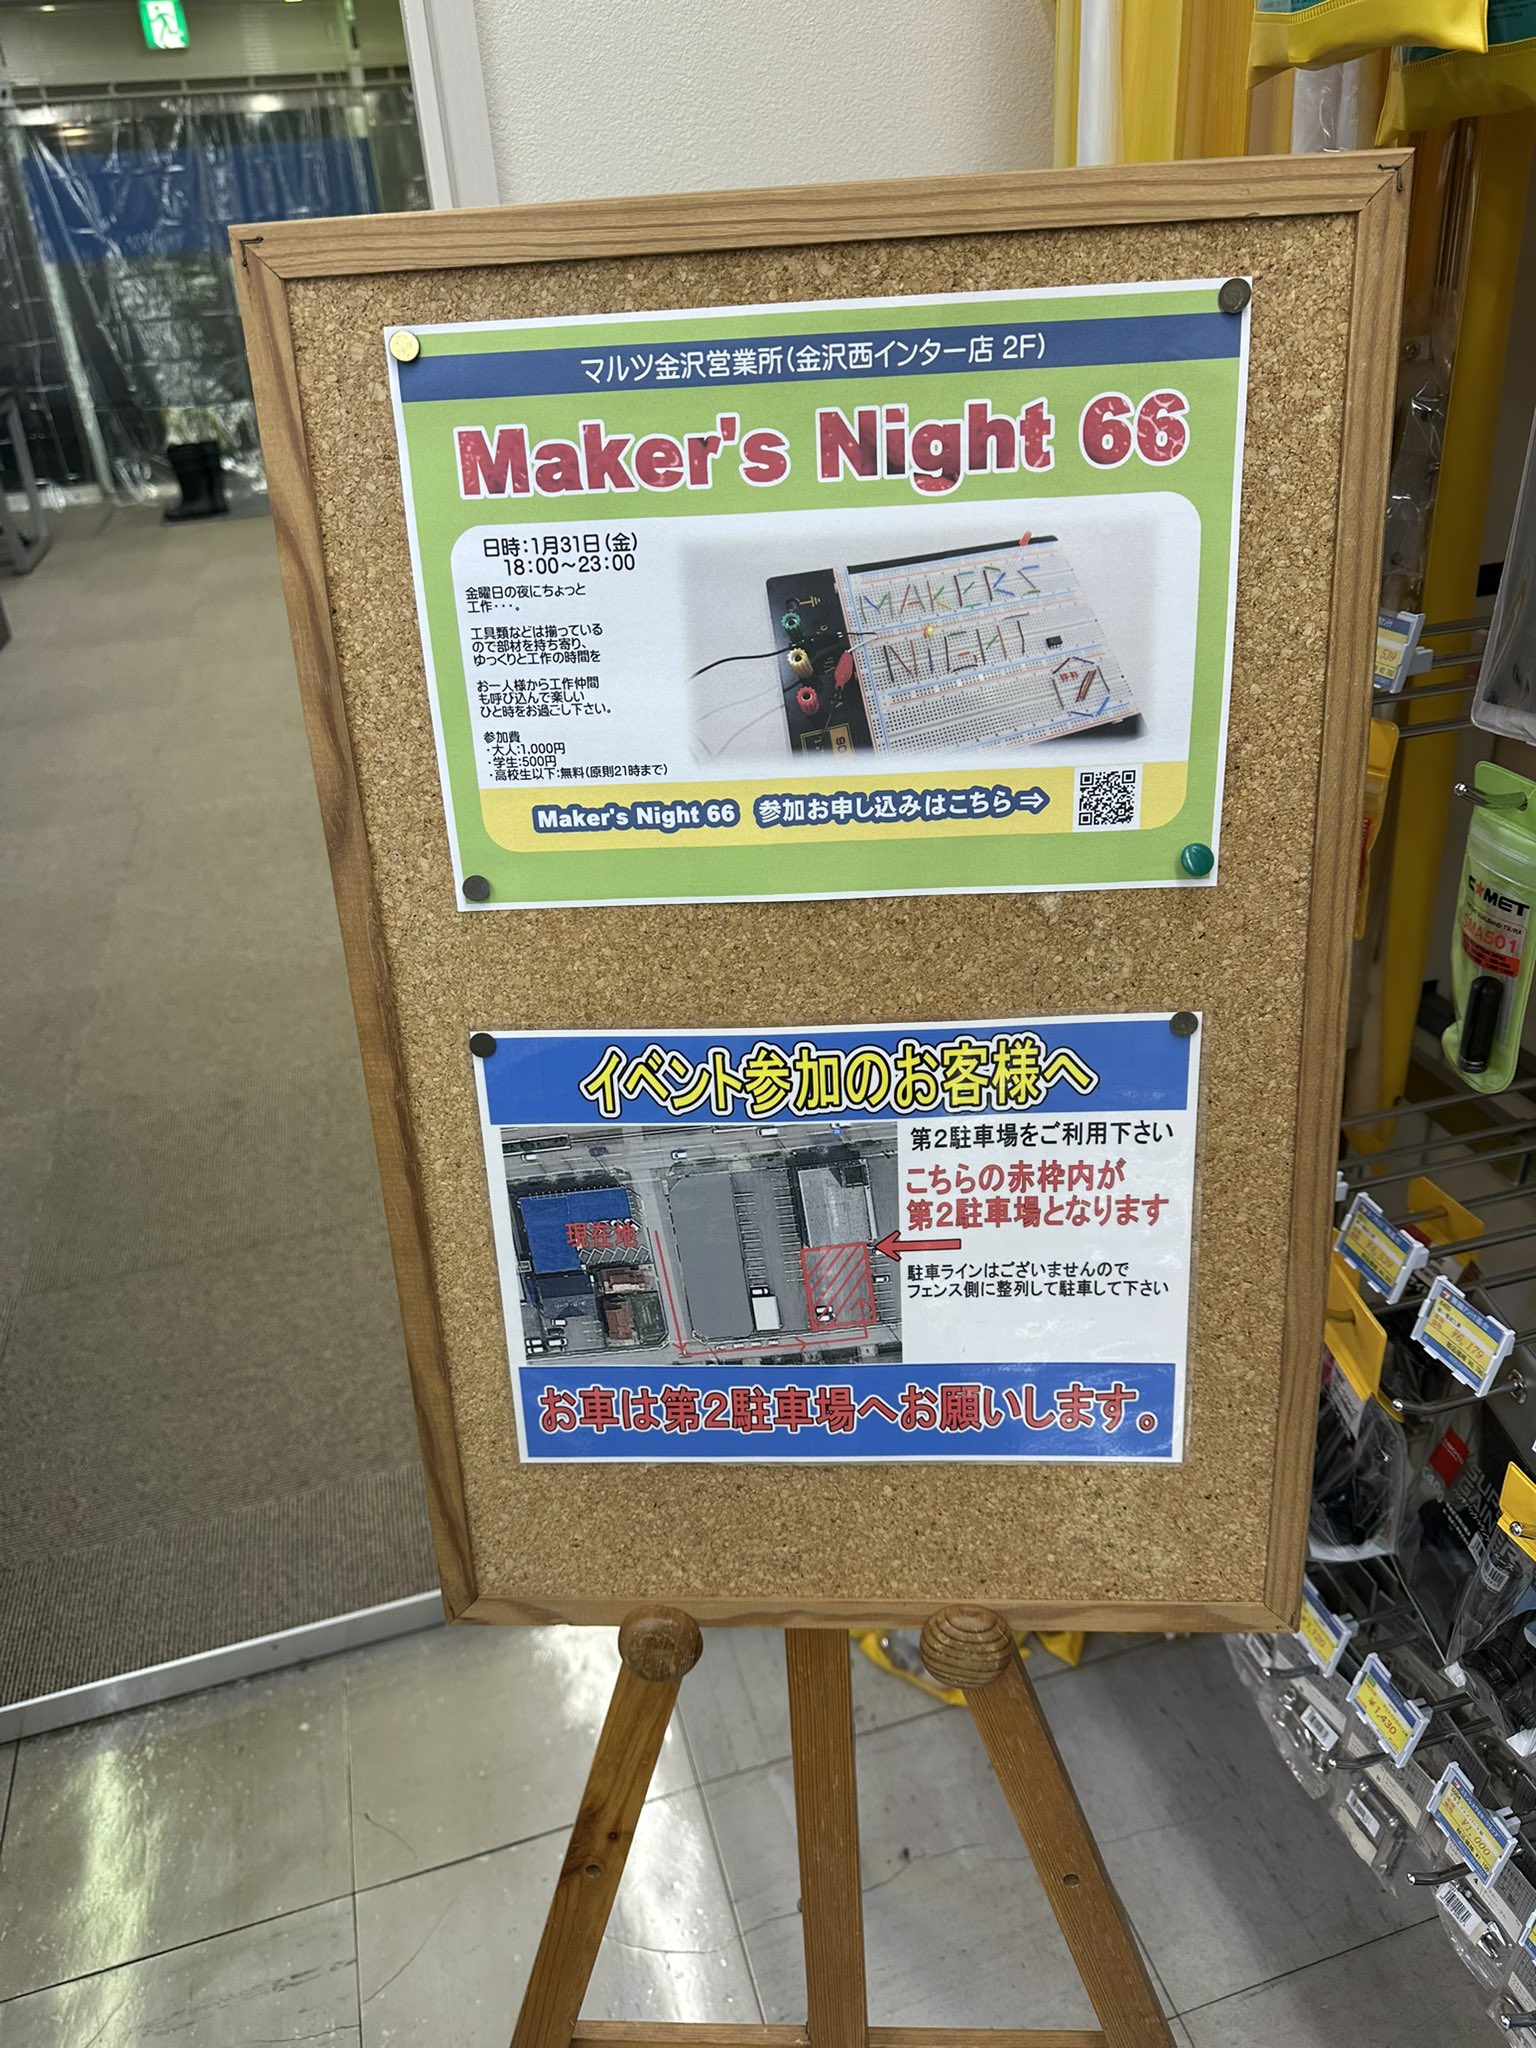 マルツ金沢営業所(金沢西インター店 2F)
Maker's Night 66
日時:1月31日(金)
18:00～23:00
金曜日の夜にちょっと
工作・・・。
工具類などは揃っている
ので部材を持ち寄り、
ゆっくりと工作の時間を
お一人様から工作仲間
も呼び込んで楽しい
ひと時をお過ごし下さい。
参加費
・大人:1,000円
・学生:500円
・高校生以下:無料(原則21時まで)
MAKERS
NIGHT
Maker's Night 66 参加お申し込みはこちら⇒
イベント参加のお客様へ
現在地
第2駐車場をご利用下さい
こちらの赤枠内が
第2駐車場となります
駐車ラインはございませんので
フェンス側に整列して駐車して下さい
お車は第2駐車場へお願いします。
COMET
SMA501
¥6,179
¥1,430